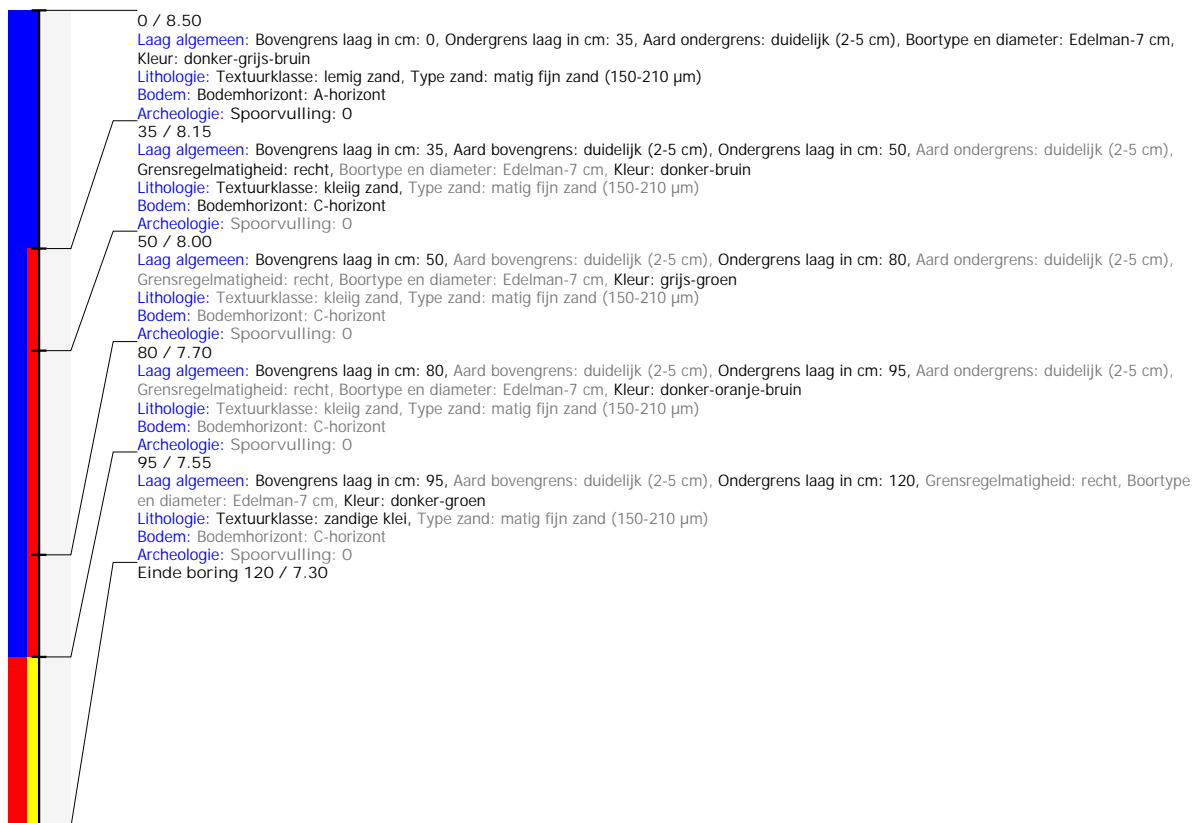 0 / 8.50
Laag algemeen: Bovengrens laag in cm: 0, Ondergrens laag in cm: 35, Aard ondergrens: duidelijk (2-5 cm), Boortype en diameter: Edelman-7 cm,
Kleur: donker-grijs-bruin
Lithologie: Textuurklasse: lemig zand, Type zand: matig fijn zand (150-210 µm)
Bodem: Bodemhorizont: A-horizont
Archeologie: Spoorvulling: 0
35 / 8.15
Laag algemeen: Bovengrens laag in cm: 35, Aard bovengrens: duidelijk (2-5 cm), Ondergrens laag in cm: 50, Aard ondergrens: duidelijk (2-5 cm),
Grensregelmatigheid: recht, Boortype en diameter: Edelman-7 cm, Kleur: donker-bruin
Lithologie: Textuurklasse: kleiig zand, Type zand: matig fijn zand (150-210 µm)
Bodem: Bodemhorizont: C-horizont
Archeologie: Spoorvulling: 0
50 / 8.00
Laag algemeen: Bovengrens laag in cm: 50, Aard bovengrens: duidelijk (2-5 cm), Ondergrens laag in cm: 80, Aard ondergrens: duidelijk (2-5 cm),
Grensregelmatigheid: recht, Boortype en diameter: Edelman-7 cm, Kleur: grijs-groen
Lithologie: Textuurklasse: kleiig zand, Type zand: matig fijn zand (150-210 µm)
Bodem: Bodemhorizont: C-horizont
Archeologie: Spoorvulling: 0
80 / 7.70
Laag algemeen: Bovengrens laag in cm: 80, Aard bovengrens: duidelijk (2-5 cm), Ondergrens laag in cm: 95, Aard ondergrens: duidelijk (2-5 cm),
Grensregelmatigheid: recht, Boortype en diameter: Edelman-7 cm, Kleur: donker-oranje-bruin
Lithologie: Textuurklasse: kleiig zand, Type zand: matig fijn zand (150-210 µm)
Bodem: Bodemhorizont: C-horizont
Archeologie: Spoorvulling: 0
95 / 7.55
Laag algemeen: Bovengrens laag in cm: 95, Aard bovengrens: duidelijk (2-5 cm), Ondergrens laag in cm: 120, Grensregelmatigheid: recht, Boortype
en diameter: Edelman-7 cm, Kleur: donker-groen
Lithologie: Textuurklasse: zandige klei, Type zand: matig fijn zand (150-210 µm)
Bodem: Bodemhorizont: C-horizont
Archeologie: Spoorvulling: 0
Einde boring 120 / 7.30